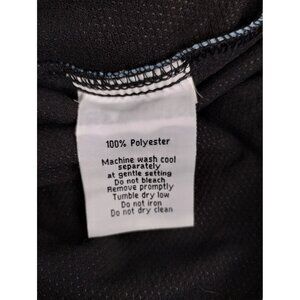 100% Polyester
Machine wash cool
separately
at gentle setting
Do not bleach
Remove promptly
Tumble dry low
Do not iron
Do not dry clean